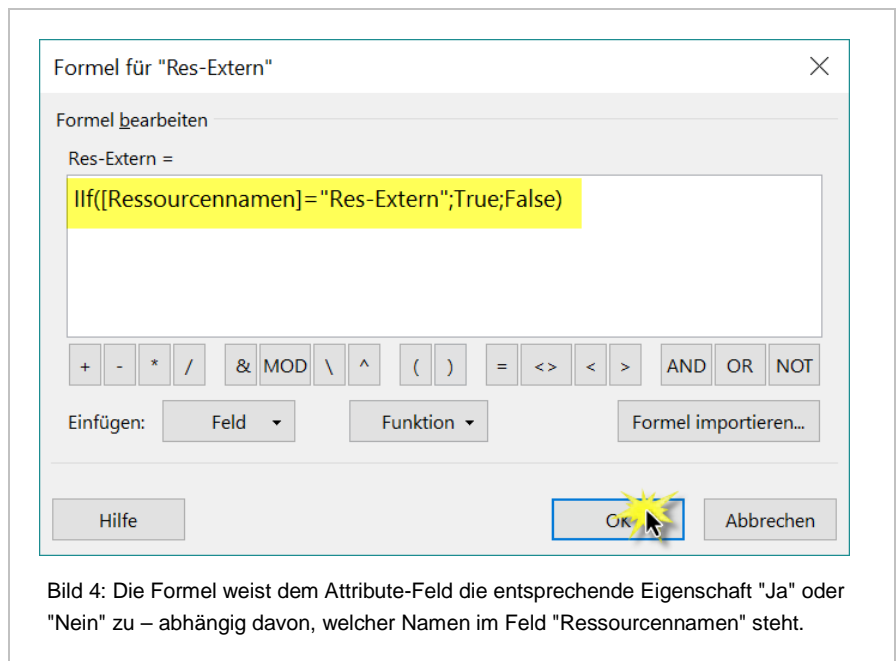 Formel für "Res-Extern"
Formel bearbeiten
Res-Extern =
IIf([Ressourcennamen]="Res-Extern";True;False)
+ - * / & MOD \ ^ ( ) = <> < > AND OR NOT
Einfügen: Feld Funktion Formel importieren...
Hilfe OK Abbrechen
Bild 4: Die Formel weist dem Attribute-Feld die entsprechende Eigenschaft "Ja" oder
"Nein" zu – abhängig davon, welcher Namen im Feld "Ressourcennamen" steht.